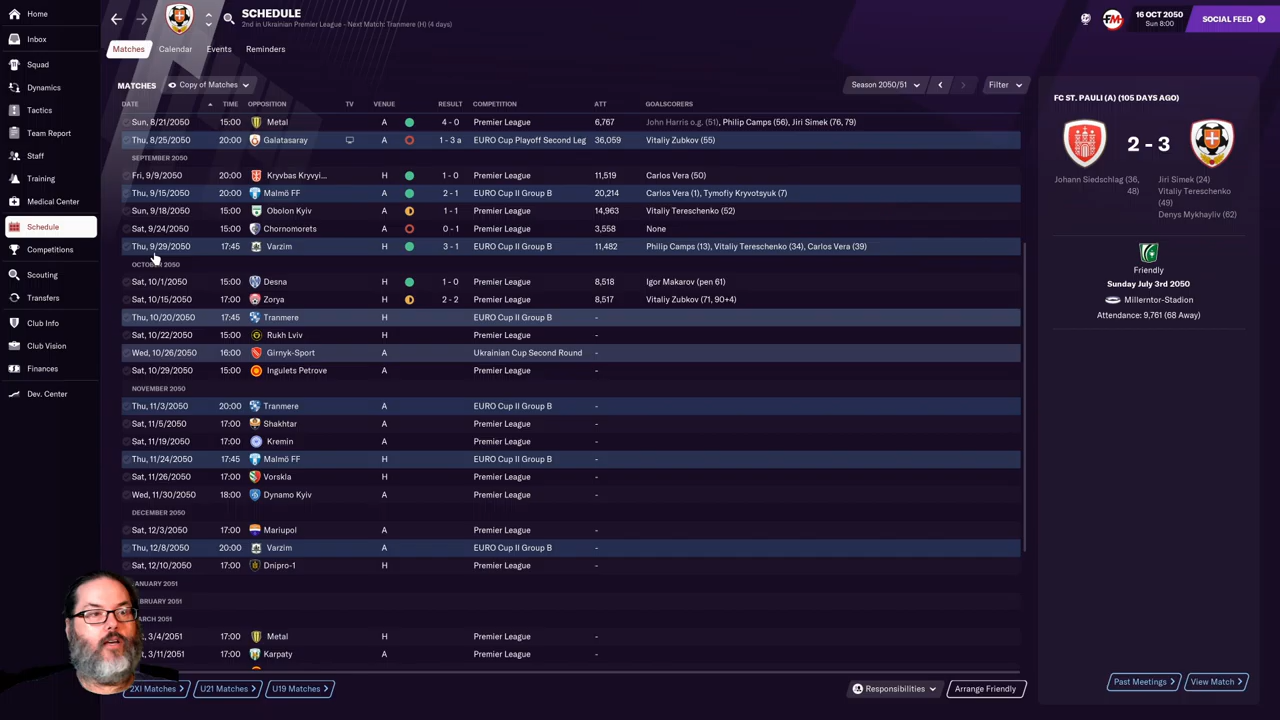 Home
Inbox
Squad
Dynamics
Tactics
Team Report
Staff
Training
Medical Center
Schedule
Competitions
Scouting
Transfers
Club Info
Club Vision
Finances
Dev. Center
SCHEDULE
2nd in Ukrainian Premier League - Next Match: Tranmere (H) (4 days)
FM
16 OCT 2050
Sun 8:00
SOCIAL FEED
Matches Calendar Events Reminders
MATCHES Copy of Matches Season 2050/51 Filter
DATE TIME OPPOSITION TV VENUE RESULT COMPETITION ATT GOALSCORERS
Sun, 8/21/2050 15:00 Metal A 4 - 0 Premier League 6,767 John Harris o.g. (51), Philip Camps (56), Jiri Simek (76, 79)
Thu, 8/25/2050 20:00 Galatasaray A 1 - 3 a EURO Cup Playoff Second Leg 36,059 Vitaliy Zubkov (55)
SEPTEMBER 2050
Fri, 9/9/2050 20:00 Kryvbas Kryvyi... H 1 - 0 Premier League 11,519 Carlos Vera (50)
Thu, 9/15/2050 20:00 Malmö FF A 2 - 1 EURO Cup II Group B 20,214 Carlos Vera (1), Tymofiy Kryvotsyuk (7)
Sun, 9/18/2050 15:00 Obolon Kyiv A 1 - 1 Premier League 14,963 Vitaliy Tereschenko (52)
Sat, 9/24/2050 15:00 Chornomorets A 0 - 1 Premier League 3,558 None
Thu, 9/29/2050 17:45 Varzim H 3 - 1 EURO Cup II Group B 11,482 Philip Camps (13), Vitaliy Tereschenko (34), Carlos Vera (39)
OCTOBER 2050
Sat, 10/1/2050 15:00 Desna H 1 - 0 Premier League 8,518 Igor Makarov (pen 61)
Sat, 10/15/2050 17:00 Zorya H 2 - 2 Premier League 8,517 Vitaliy Zubkov (71, 90+4)
Thu, 10/20/2050 17:45 Tranmere H EURO Cup II Group B -
Sat, 10/22/2050 15:00 Rukh Lviv H Premier League -
Wed, 10/26/2050 16:00 Girnyk-Sport A Ukrainian Cup Second Round -
Sat, 10/29/2050 15:00 Ingulets Petrove A Premier League -
NOVEMBER 2050
Thu, 11/3/2050 20:00 Tranmere A EURO Cup II Group B -
Sat, 11/5/2050 17:00 Shakhtar A Premier League -
Sat, 11/19/2050 17:00 Kremin A Premier League -
Thu, 11/24/2050 17:45 Malmö FF H EURO Cup II Group B -
Sat, 11/26/2050 17:00 Vorskla H Premier League -
Wed, 11/30/2050 18:00 Dynamo Kyiv A Premier League -
DECEMBER 2050
Sat, 12/3/2050 17:00 Mariupol A Premier League -
Thu, 12/8/2050 20:00 Varzim A EURO Cup II Group B -
Sat, 12/10/2050 17:00 Dnipro-1 H Premier League -
ANUARY 2051
EBRUARY 2051
ARCH 2051
t, 3/4/2051 17:00 Metal H Premier League -
t, 3/11/2051 17:00 Karpaty A Premier League -
2XI Matches U21 Matches U19 Matches Responsibilities Arrange Friendly
FC ST. PAULI (A) (105 DAYS AGO)
2 - 3
Johann Siedschlag (36, 48)
Jiri Simek (24)
Vitaliy Tereschenko (49)
Denys Mykhayliv (62)
Friendly
Sunday July 3rd 2050
Millerntor-Stadion
Attendance: 9,761 (68 Away)
Past Meetings View Match